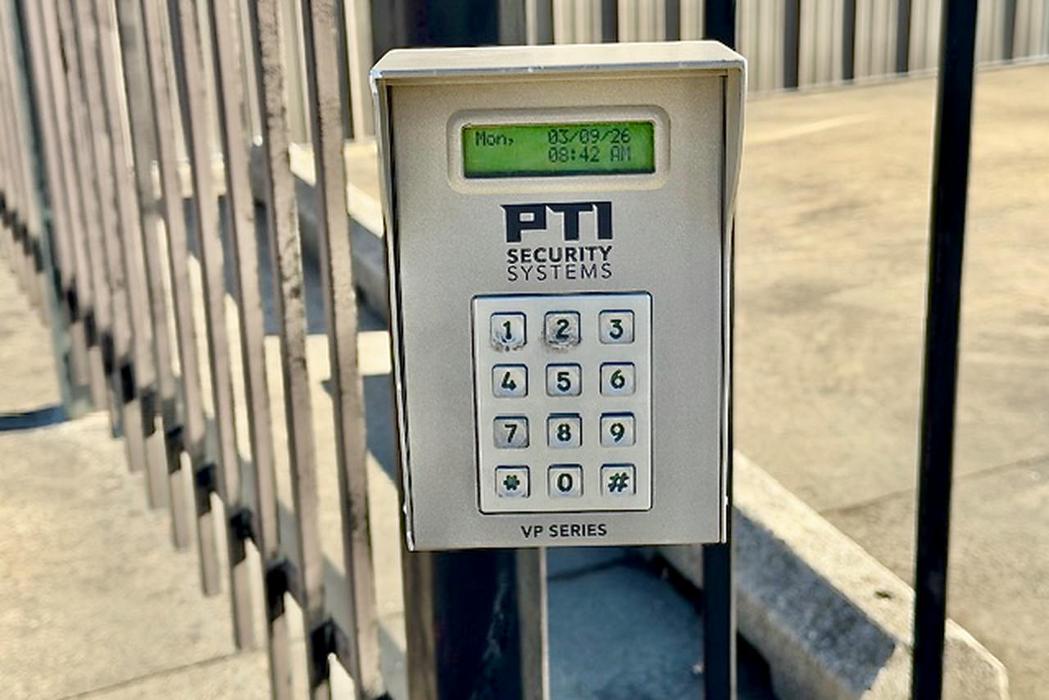 Mon, 03/09/26
08:42 AM
PTI
SECURITY
SYSTEMS
1 2 3
4 5 6
7 8 9
* 0 #
VP SERIES